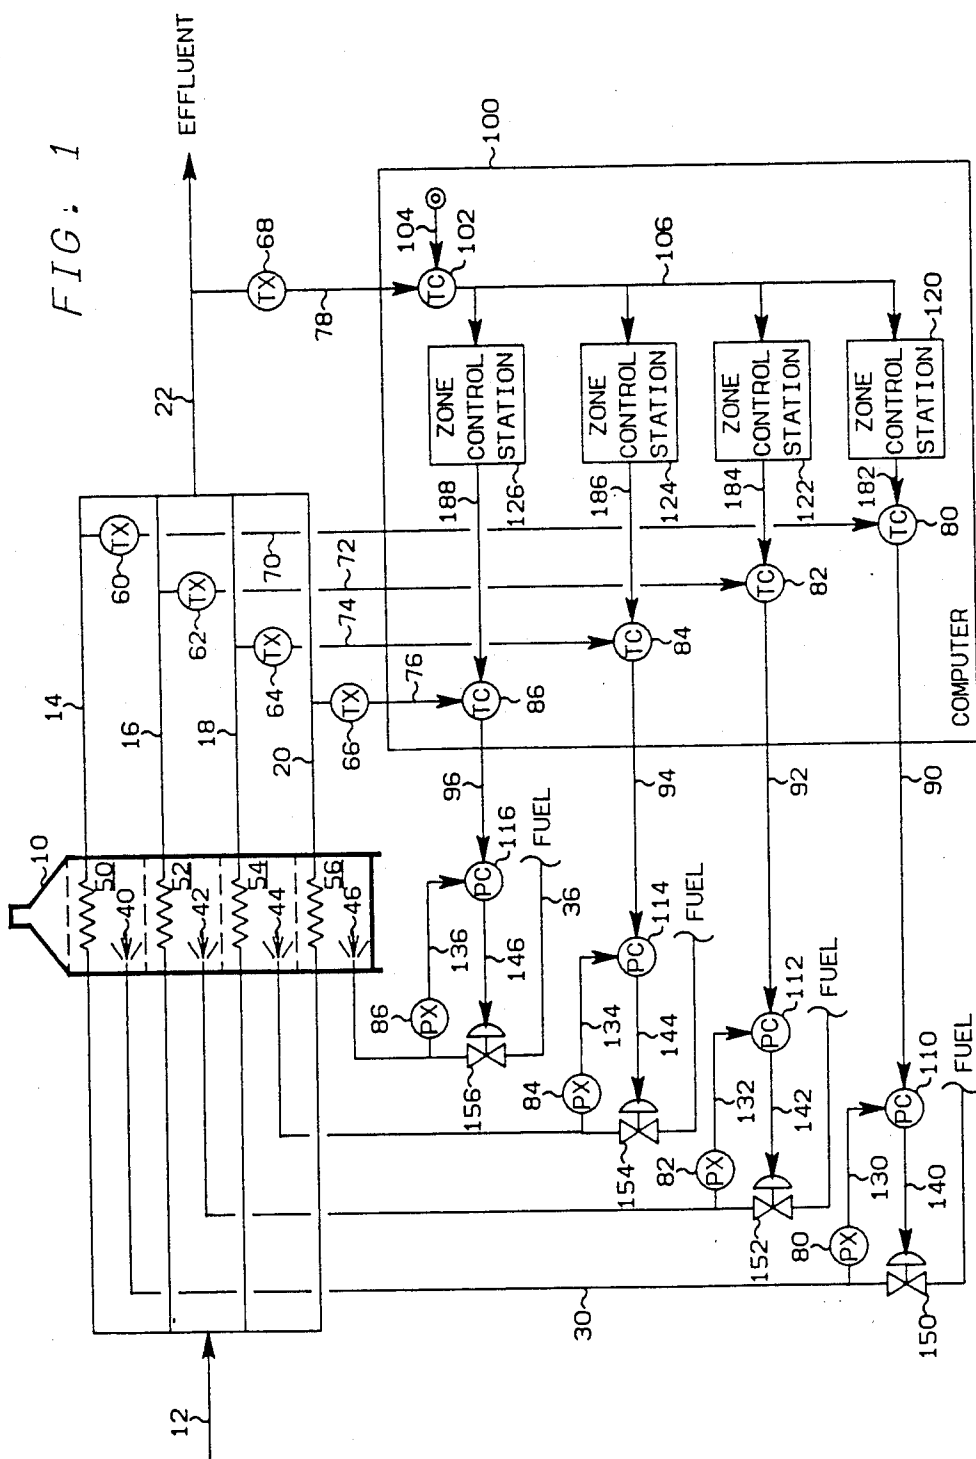 FIG. 1
EFFLUENT
22
68
TX
78
100
104
102
TC
106
10
14
16
18
20
12
50
40
52
42
54
44
56
46
60
TX
62
TX
64
TX
66
TX
70
72
74
76
ZONE
CONTROL
STATION
126
188
TC
86
96
ZONE
CONTROL
STATION
124
186
TC
84
94
ZONE
CONTROL
STATION
122
184
TC
82
92
ZONE
CONTROL
STATION
120
182
TC
80
90
COMPUTER
116
PC
136
86
PX
146
156
FUEL
36
114
PC
134
84
PX
144
154
FUEL
112
PC
132
82
PX
142
152
FUEL
110
PC
130
80
PX
140
150
FUEL
30